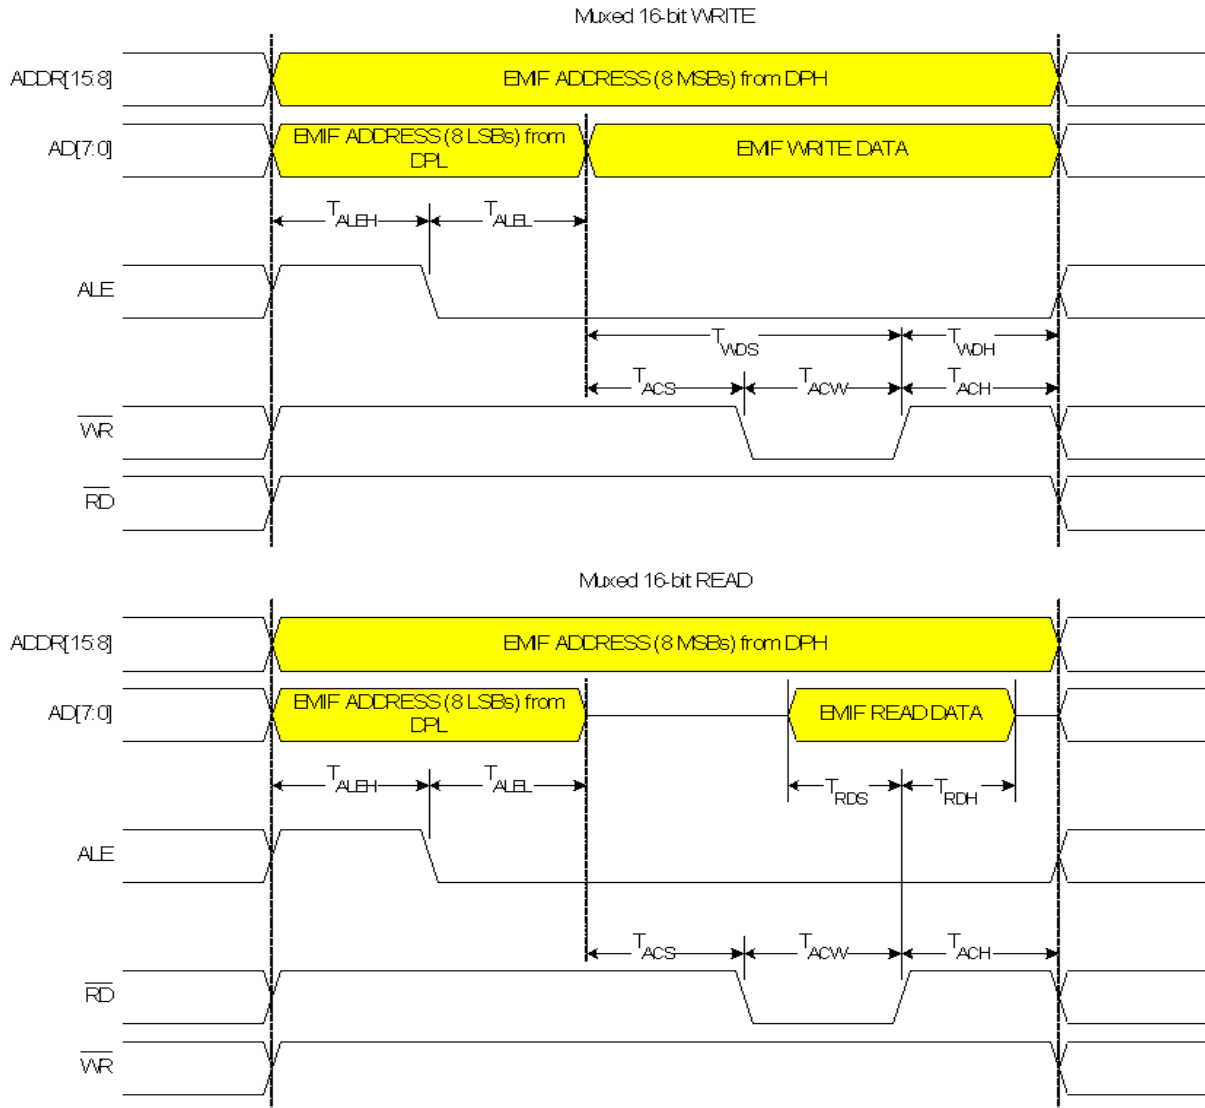 Muxed 16-bit WRITE
ADDR[15:8]
EMIF ADDRESS (8 MSBs) from DPH
AD[7:0]
EMIF ADDRESS (8 LSBs) from
DPL
EMIF WRITE DATA
TALEH
TALEL
ALE
TWDS
TWDH
TACS
TACW
TACH
WR
RD
Muxed 16-bit READ
ADDR[15:8]
EMIF ADDRESS (8 MSBs) from DPH
AD[7:0]
EMIF ADDRESS (8 LSBs) from
DPL
EMIF READ DATA
TALEH
TALEL
TRDS
TRDH
ALE
TACS
TACW
TACH
RD
WR